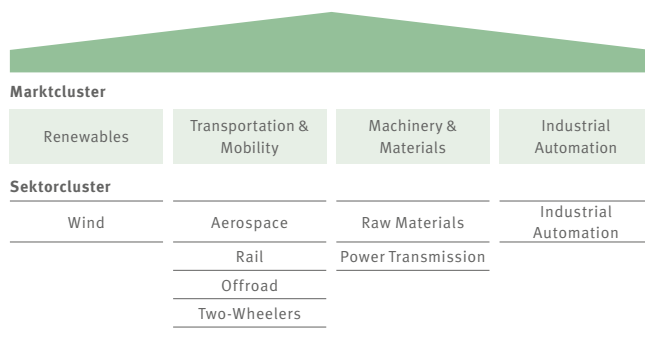 Marktcluster
Renewables
Transportation &
Mobility
Machinery &
Materials
Industrial
Automation
Sektorcluster
Wind
Aerospace
Raw Materials
Industrial
Automation
Rail
Power Transmission
Offroad
Two-Wheelers